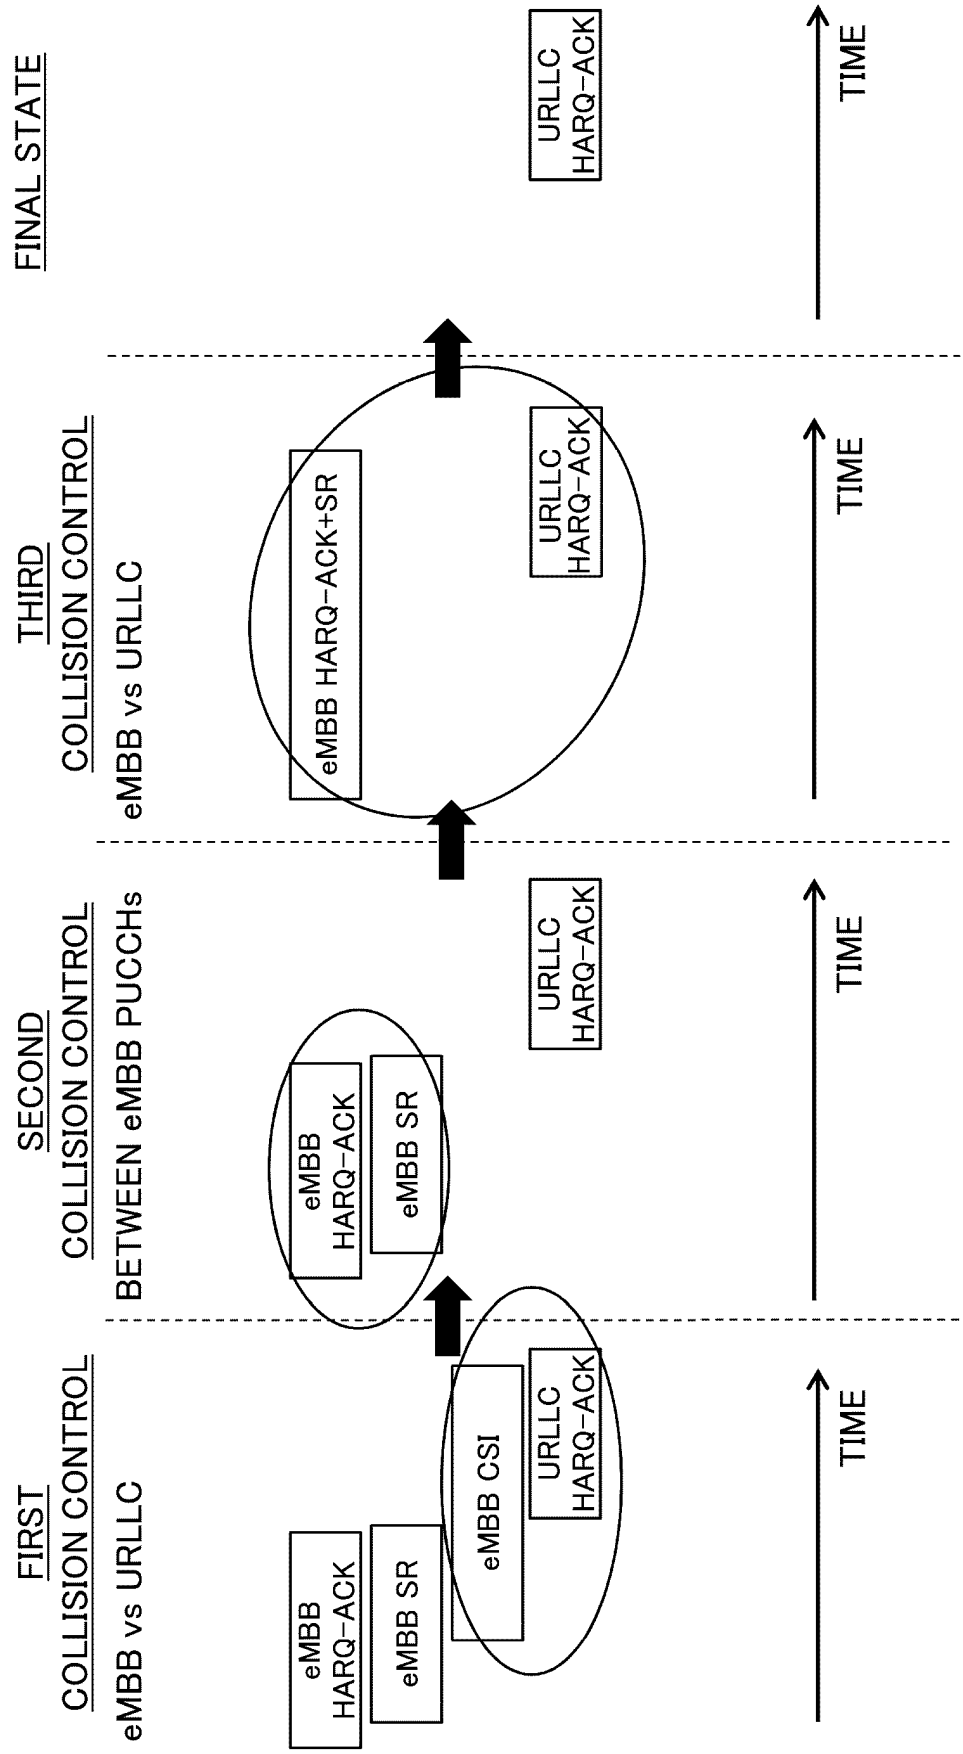 FIRST
COLLISION CONTROL
eMBB vs URLLC
eMBB
HARQ-ACK
eMBB SR
eMBB CSI
URLLC
HARQ-ACK
TIME
SECOND
COLLISION CONTROL
BETWEEN eMBB PUCCHs
eMBB
HARQ-ACK
eMBB SR
URLLC
HARQ-ACK
TIME
THIRD
COLLISION CONTROL
eMBB vs URLLC
eMBB HARQ-ACK+SR
URLLC
HARQ-ACK
TIME
FINAL STATE
URLLC
HARQ-ACK
TIME